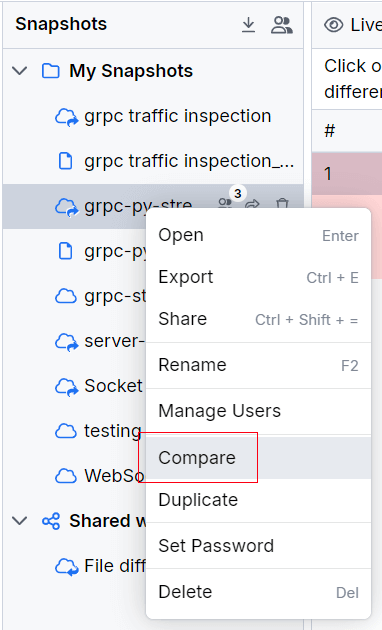 Snapshots
Live
My Snapshots
Click o
differe
grpc traffic inspection
#
grpc traffic inspection_...
1
grpc-py-stre
3
Open Enter
grpc-py
Export Ctrl + E
grpc-st
Share Ctrl + Shift + =
server-
Rename F2
Socket
Manage Users
testing
Compare
WebSo
Duplicate
Shared w
Set Password
File diff
Delete Del